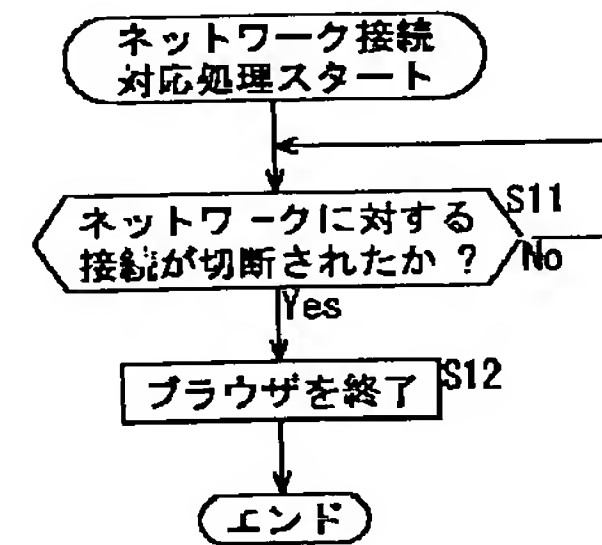 ネットワーク接続
対応処理スタート
S11
ネットワークに対する
接続が切断されたか？
No
Yes
ブラウザを終了
S12
エンド